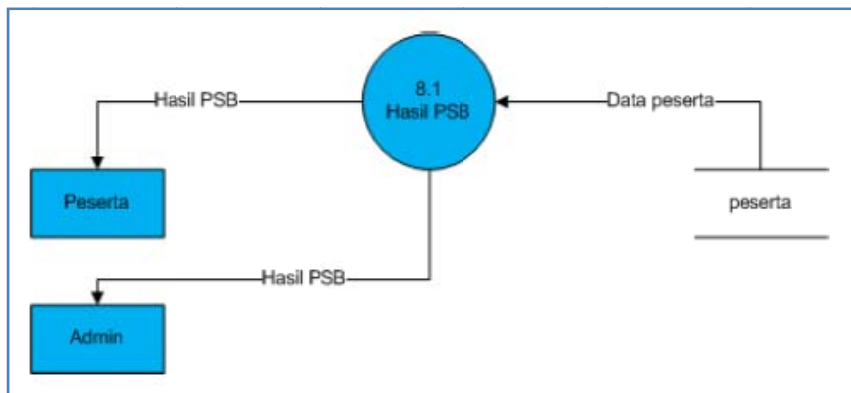 8.1
Hasil PSB
Hasil PSB
Data peserta
Peserta
peserta
Hasil PSB
Admin